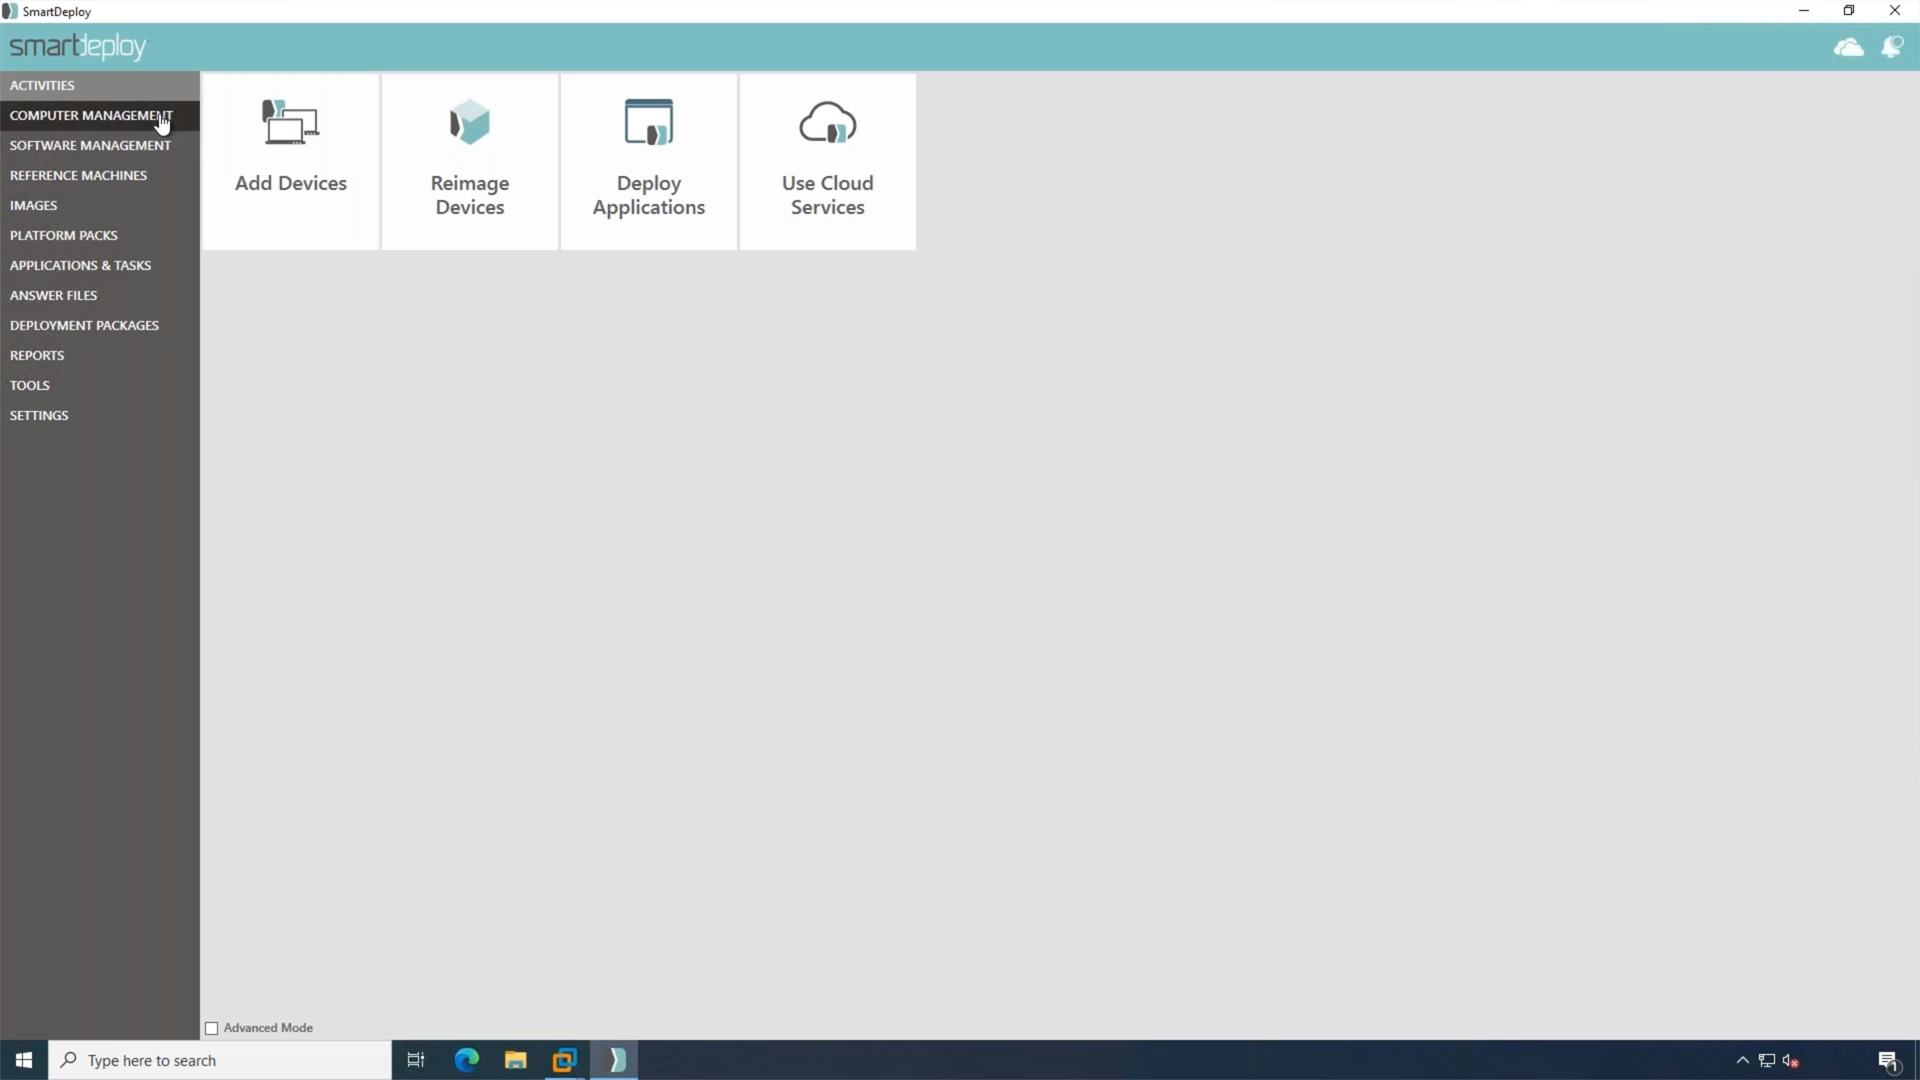 SmartDeploy
smartdeploy
ACTIVITIES
COMPUTER MANAGEMENT
SOFTWARE MANAGEMENT
REFERENCE MACHINES
IMAGES
PLATFORM PACKS
APPLICATIONS & TASKS
ANSWER FILES
DEPLOYMENT PACKAGES
REPORTS
TOOLS
SETTINGS
Add Devices
Reimage
Devices
Deploy
Applications
Use Cloud
Services
Advanced Mode
Type here to search
1